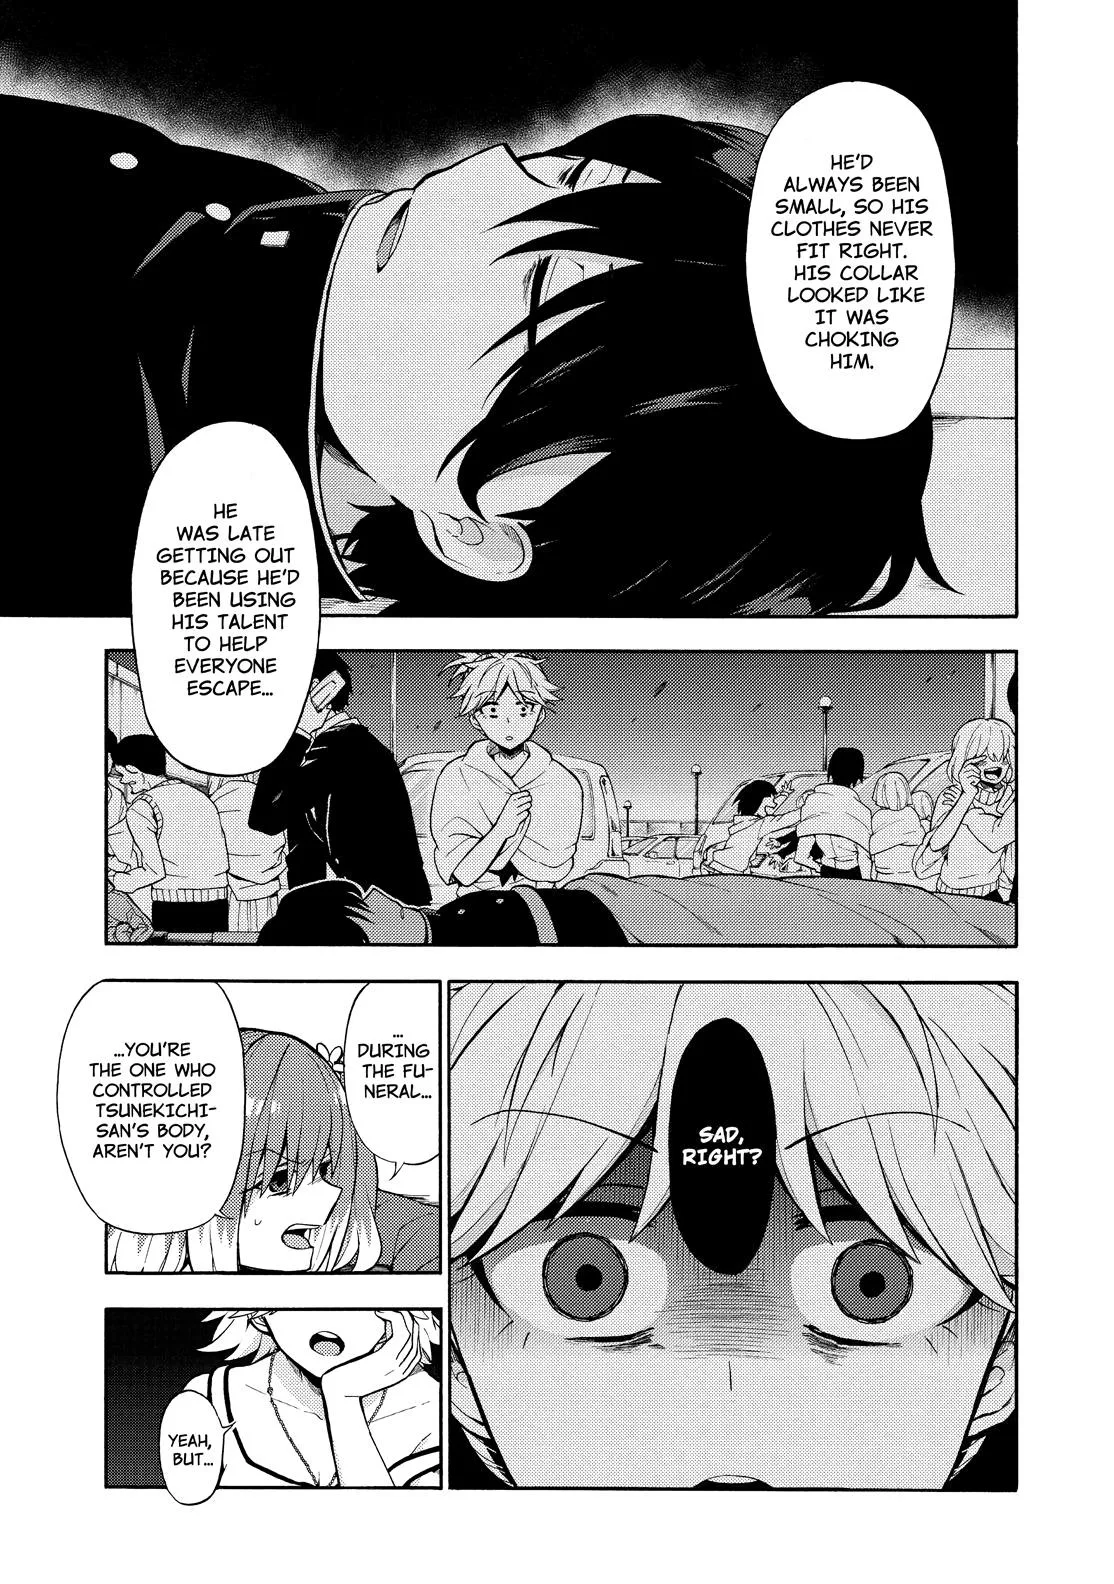 HE'D
ALWAYS BEEN
SMALL, SO HIS
CLOTHES NEVER
FIT RIGHT.
HIS COLLAR
LOOKED LIKE
IT WAS
CHOKING
HIM.
HE
WAS LATE
GETTING OUT
BECAUSE HE'D
BEEN USING
HIS TALENT
TO HELP
EVERYONE
ESCAPE...
SAD,
RIGHT?
...
DURING
THE FU-
NERAL...
...YOU'RE
THE ONE WHO
CONTROLLED
TSUNEKICHI-
SAN'S BODY,
AREN'T YOU?
YEAH,
BUT...